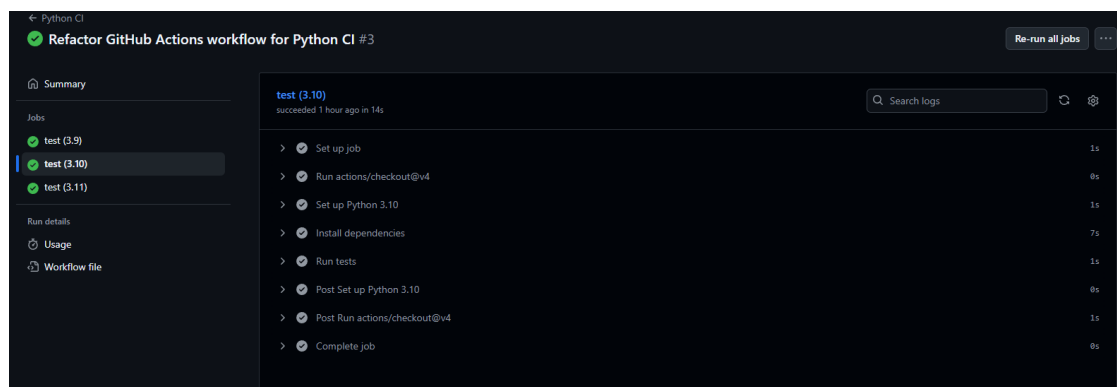 ← Python CI
Refactor GitHub Actions workflow for Python CI #3
Re-run all jobs
...
Summary
Jobs
test (3.9)
test (3.10)
test (3.11)
Run details
Usage
Workflow file
test (3.10)
succeeded 1 hour ago in 14s
Search logs
Set up job 1s
Run actions/checkout@v4 0s
Set up Python 3.10 1s
Install dependencies 7s
Run tests 1s
Post Set up Python 3.10 0s
Post Run actions/checkout@v4 1s
Complete job 0s